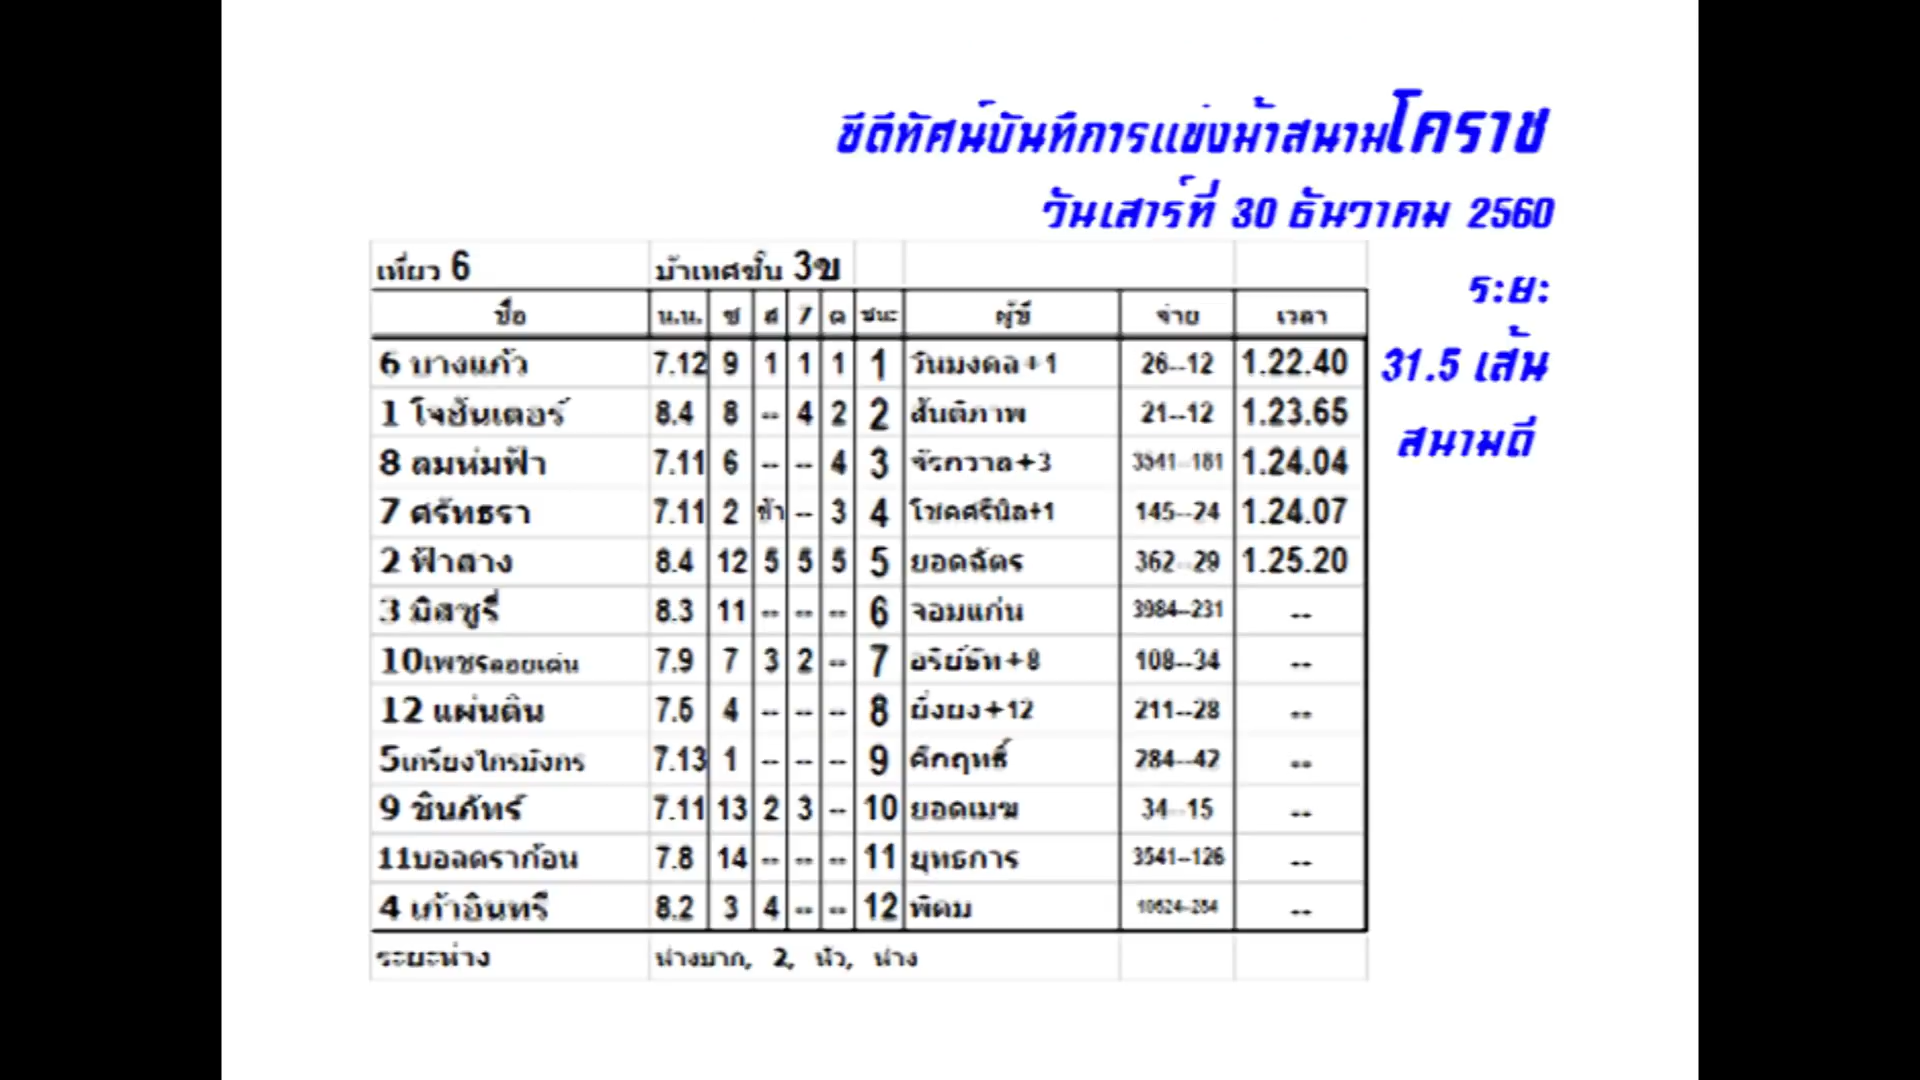 ซีดีทัศน์บันทึการแข่งม้าสนามโคราช
วันเสาร์ที่ 30 ธันวาคม 2560
ระยะ
31.5 เส้น
สนามดี
เที่ยว 6 ม้าเทศชั้น 3ข
ชื่อ น.น. ซ ส 7 ค ชนะ ผู้ขี่ จ่าย เวลา
6 บางแก้ว 7.12 9 1 1 1 1 วันมงคล+1 26--12 1.22.40
1 โจฮันเตอร์ 8.4 8 -- 4 2 2 สันติภาพ 21--12 1.23.65
8 ลมห่มฟ้า 7.11 6 -- -- 4 3 จักรวาล+3 3541--181 1.24.04
7 ศรัทธรา 7.11 2 ช้า -- 3 4 โชคศรีนิล+1 145--24 1.24.07
2 ฟ้าลาง 8.4 12 5 5 5 5 ยอดฉัตร 362--29 1.25.20
3 มิสซูรี่ 8.3 11 -- -- -- 6 จอมแก่น 3984--231 --
10เพชรดอยเด่น 7.9 7 3 2 -- 7 อริย์ธัท+8 108--34 --
12 แผ่นดิน 7.5 4 -- -- -- 8 ยิ่งยง+12 211--28 --
5เกรียงไกรมังกร 7.13 1 -- -- -- 9 คึกฤทธิ์ 284--42 --
9 ชินภัทร์ 7.11 13 2 3 -- 10 ยอดเมฆ 34--15 --
11บอลดราก้อน 7.8 14 -- -- -- 11 ยุทธการ 3541--126 --
4 เก้าอินทรี 8.2 3 4 -- -- 12 พิคม --
ระยะห่าง ห่างมาก, 2, หัว, ห่าง